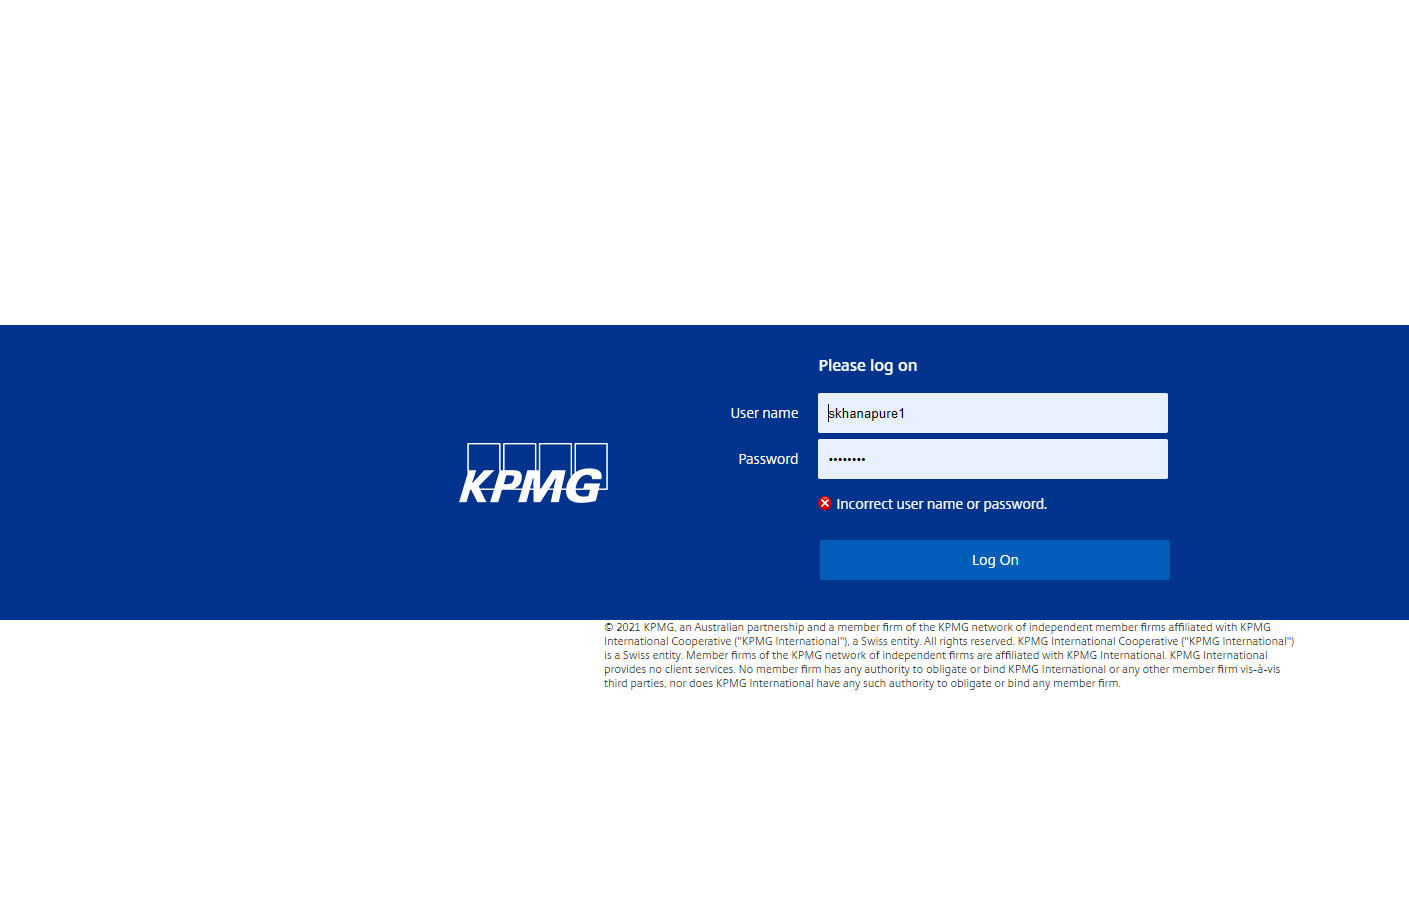 Please log on
User name
skhanapure1
KPMG
Password
••••••••
Incorrect user name or password.
Log On
© 2021 KPMG, an Australian partnership and a member firm of the KPMG network of independent member firms affiliated with KPMG
International Cooperative ("KPMG International"), a Swiss entity. All rights reserved. KPMG International Cooperative ("KPMG International")
is a Swiss entity. Member firms of the KPMG network of independent firms are affiliated with KPMG International. KPMG International
provides no client services. No member firm has any authority to obligate or bind KPMG International or any other member firm vis-à-vis
third parties, nor does KPMG International have any such authority to obligate or bind any member firm.